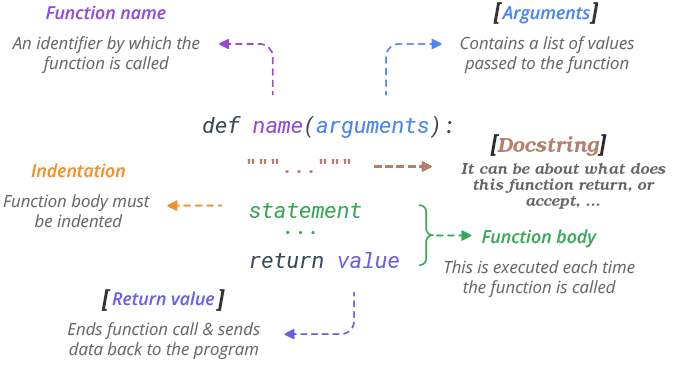 Function name
An identifier by which the
function is called
[Arguments]
Contains a list of values
passed to the function
def name(arguments):
"""..."""
[Docstring]
It can be about what does
this function return, or
accept, ...
Indentation
Function body must
be indented
statement
...
return value
Function body
This is executed each time
the function is called
[Return value]
Ends function call & sends
data back to the program